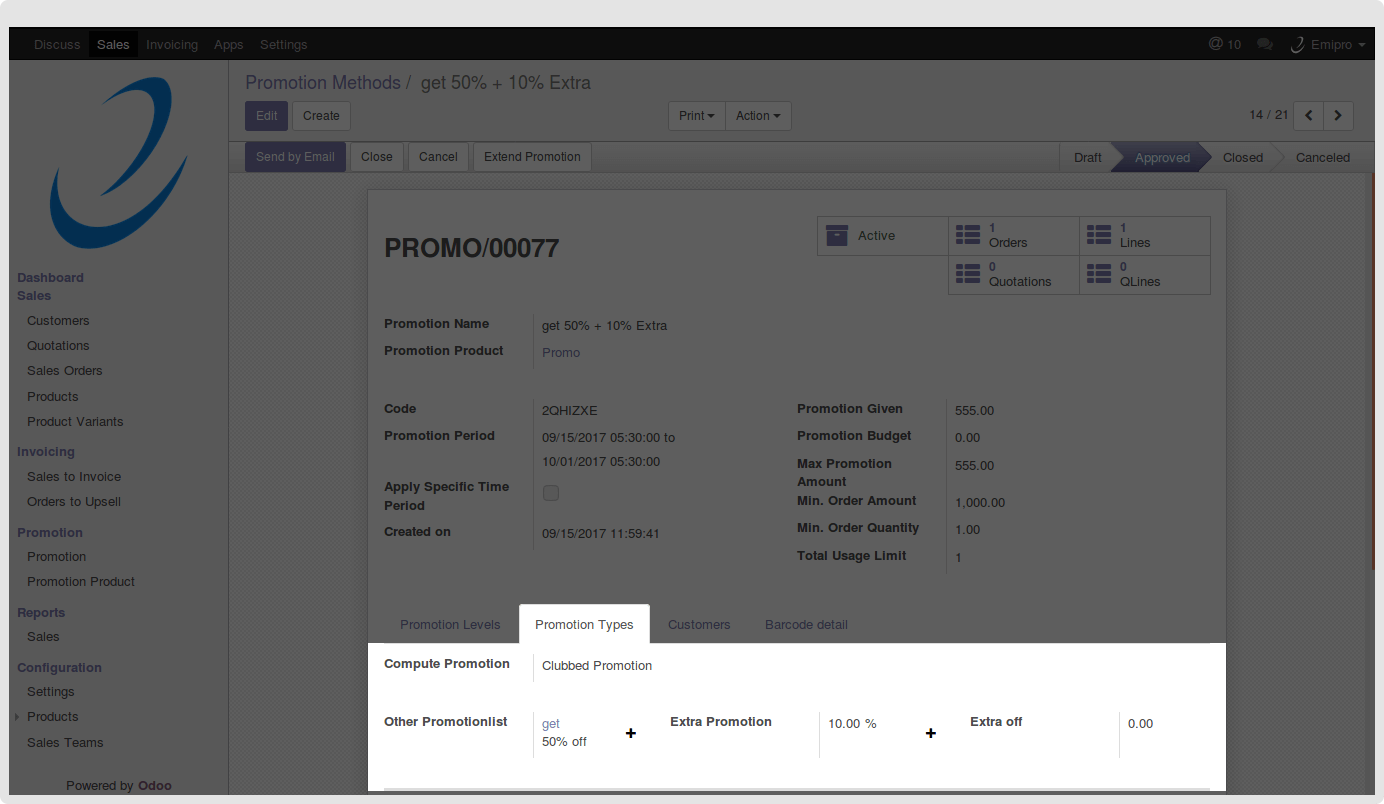 Discuss Sales Invoicing Apps Settings @ 10 Emipro
Promotion Methods / get 50% + 10% Extra
Edit Create Print Action 14 / 21
Send by Email Close Cancel Extend Promotion Draft Approved Closed Canceled
Dashboard
Sales
Customers
Quotations
Sales Orders
Products
Product Variants
Invoicing
Sales to Invoice
Orders to Upsell
Promotion
Promotion
Promotion Product
Reports
Sales
Configuration
Settings
Products
Sales Teams
Powered by Odoo
Active
1 Orders
1 Lines
0 Quotations
0 QLines
PROMO/00077
Promotion Name get 50% + 10% Extra
Promotion Product Promo
Code 2QHIZXE
Promotion Period 09/15/2017 05:30:00 to
10/01/2017 05:30:00
Apply Specific Time
Period
Created on 09/15/2017 11:59:41
Promotion Given 555.00
Promotion Budget 0.00
Max Promotion
Amount 555.00
Min. Order Amount 1,000.00
Min. Order Quantity 1.00
Total Usage Limit 1
Promotion Levels Promotion Types Customers Barcode detail
Compute Promotion Clubbed Promotion
Other Promotionlist get
50% off + Extra Promotion 10.00 % + Extra off 0.00